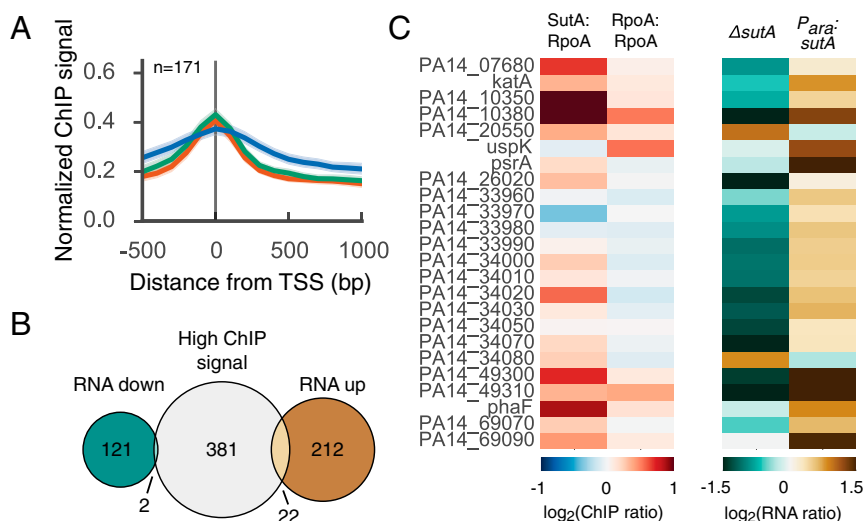 A
Normalized ChIP signal
0.6
0.4
0.2
0.0
n=171
-500
0
500
1000
Distance from TSS (bp)
B
High ChIP
signal
RNA down
RNA up
121
381
212
2
22
C
SutA:
RpoA
RpoA:
RpoA
ΔsutA
Para:
sutA
PA14_07680
katA
PA14_10350
PA14_10380
PA14_20550
uspK
psrA
PA14_26020
PA14_33960
PA14_33970
PA14_33980
PA14_33990
PA14_34000
PA14_34010
PA14_34020
PA14_34030
PA14_34050
PA14_34070
PA14_34080
PA14_49300
PA14_49310
phaF
PA14_69070
PA14_69090
-1 0 1
log2(ChIP ratio)
-1.5 0 1.5
log2(RNA ratio)